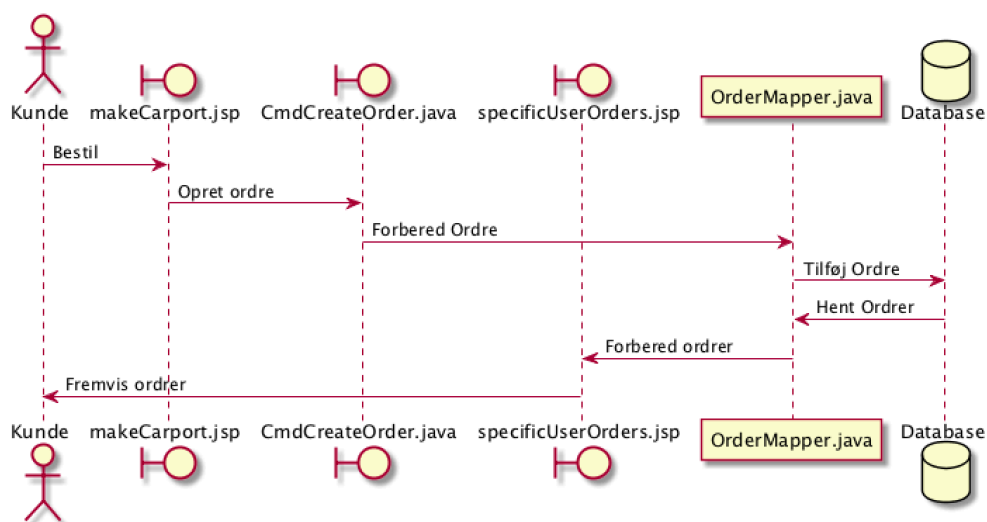 Kunde
makeCarport.jsp
CmdCreateOrder.java
specificUserOrders.jsp
OrderMapper.java
Database
Bestil
Opret ordre
Forbered Ordre
Tilføj Ordre
Hent Ordrer
Forbered ordrer
Fremvis ordrer
Kunde
makeCarport.jsp
CmdCreateOrder.java
specificUserOrders.jsp
OrderMapper.java
Database